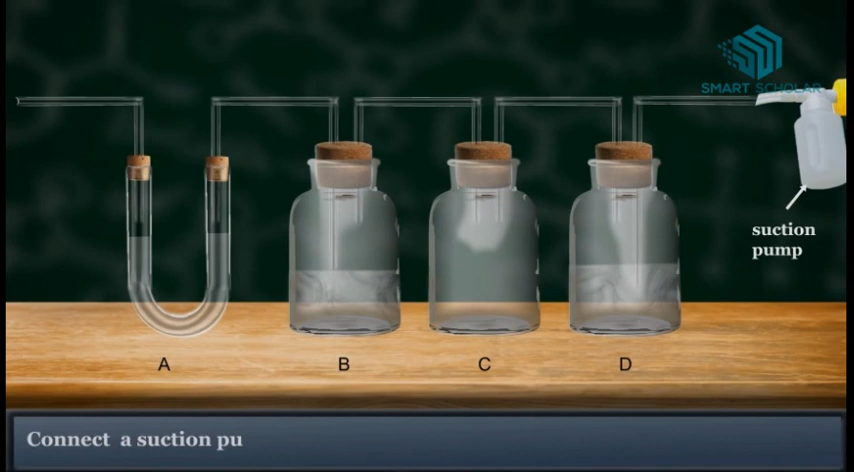 SMART SCHOLAR
suction
pump
A
B
C
D
Connect a suction pu